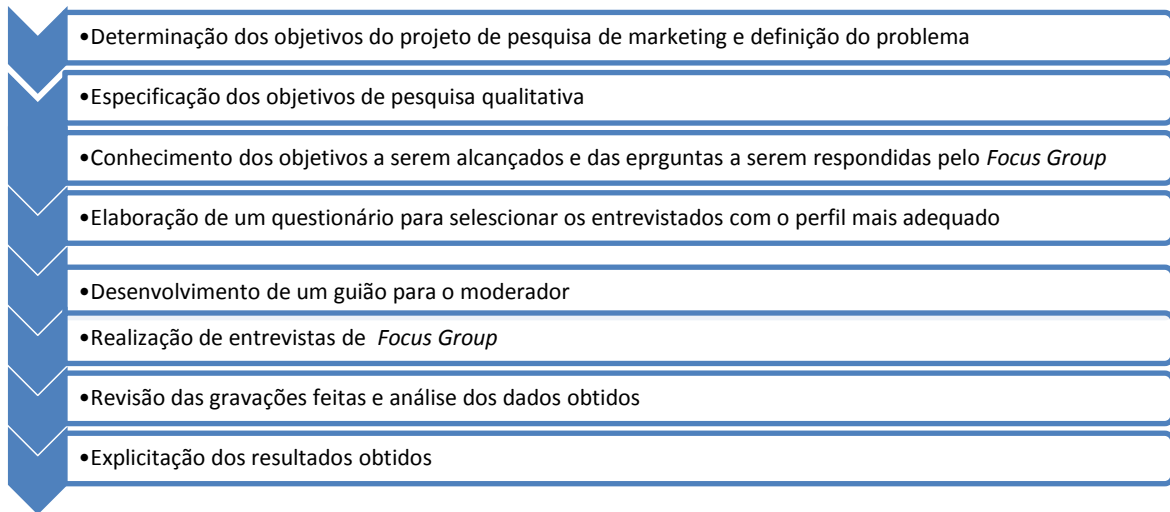 •Determinação dos objetivos do projeto de pesquisa de marketing e definição do problema
•Especificação dos objetivos de pesquisa qualitativa
•Conhecimento dos objetivos a serem alcançados e das eprguntas a serem respondidas pelo Focus Group
•Elaboração de um questionário para selescionar os entrevistados com o perfil mais adequado
•Desenvolvimento de um guião para o moderador
•Realização de entrevistas de Focus Group
•Revisão das gravações feitas e análise dos dados obtidos
•Explicitação dos resultados obtidos